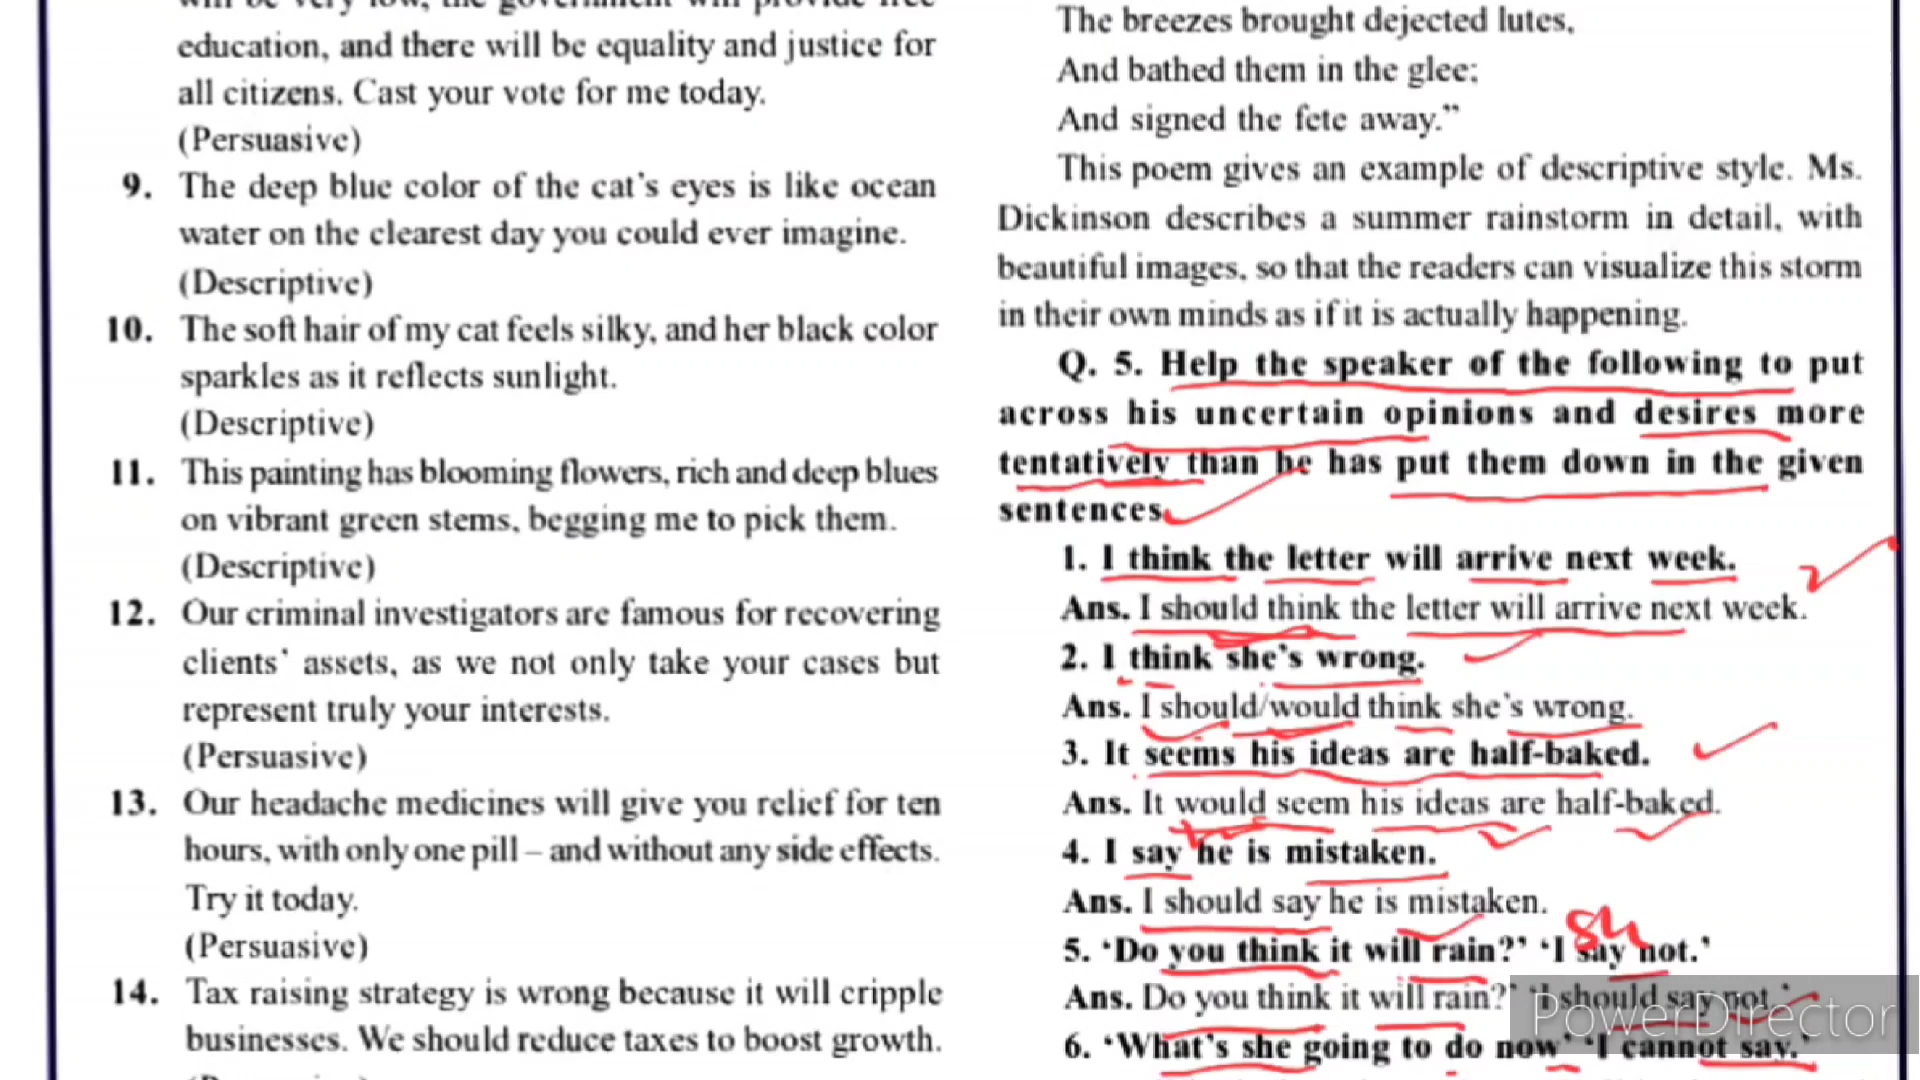 will be very low, the government will provide free
education, and there will be equality and justice for
all citizens. Cast your vote for me today.
(Persuasive)
9. The deep blue color of the cat's eyes is like ocean
water on the clearest day you could ever imagine.
(Descriptive)
10. The soft hair of my cat feels silky, and her black color
sparkles as it reflects sunlight.
(Descriptive)
11. This painting has blooming flowers, rich and deep blues
on vibrant green stems, begging me to pick them.
(Descriptive)
12. Our criminal investigators are famous for recovering
clients' assets, as we not only take your cases but
represent truly your interests.
(Persuasive)
13. Our headache medicines will give you relief for ten
hours, with only one pill – and without any side effects.
Try it today.
(Persuasive)
14. Tax raising strategy is wrong because it will cripple
businesses. We should reduce taxes to boost growth.
The breezes brought dejected lutes,
And bathed them in the glee;
And signed the fete away."
This poem gives an example of descriptive style. Ms.
Dickinson describes a summer rainstorm in detail, with
beautiful images, so that the readers can visualize this storm
in their own minds as if it is actually happening.
Q. 5. Help the speaker of the following to put
across his uncertain opinions and desires more
tentatively than he has put them down in the given
sentences.
1. I think the letter will arrive next week.
Ans. I should think the letter will arrive next week.
2. I think she's wrong.
Ans. I should/would think she's wrong.
3. It seems his ideas are half-baked.
Ans. It would seem his ideas are half-baked.
4. I say he is mistaken.
Ans. I should say he is mistaken.
5. 'Do you think it will rain?' 'I say not.'
Ans. Do you think it will rain?' 'I should say not.'
6. 'What's she going to do now' 'I cannot say.'
PowerDirector